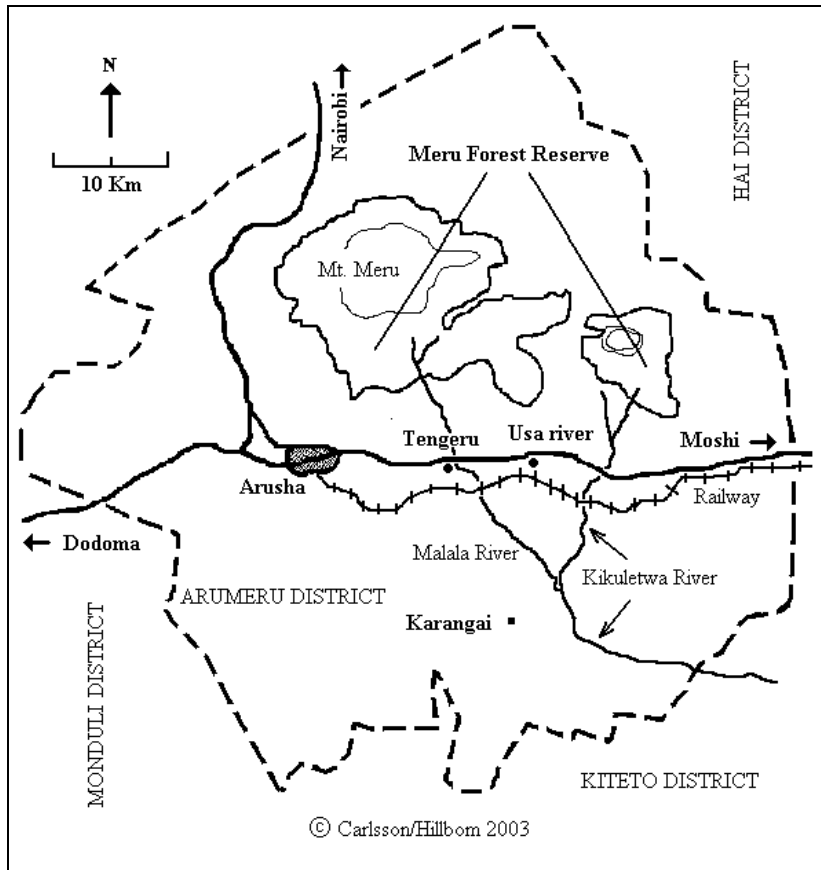 N
10 Km
Nairobi
HAI DISTRICT
Meru Forest Reserve
Mt. Meru
Tengeru
Usa river
Moshi
Arusha
Railway
Dodoma
Malala River
Kikuletwa River
ARUMERU DISTRICT
Karangai
MONDULI DISTRICT
KITETO DISTRICT
© Carlsson/Hillbom 2003